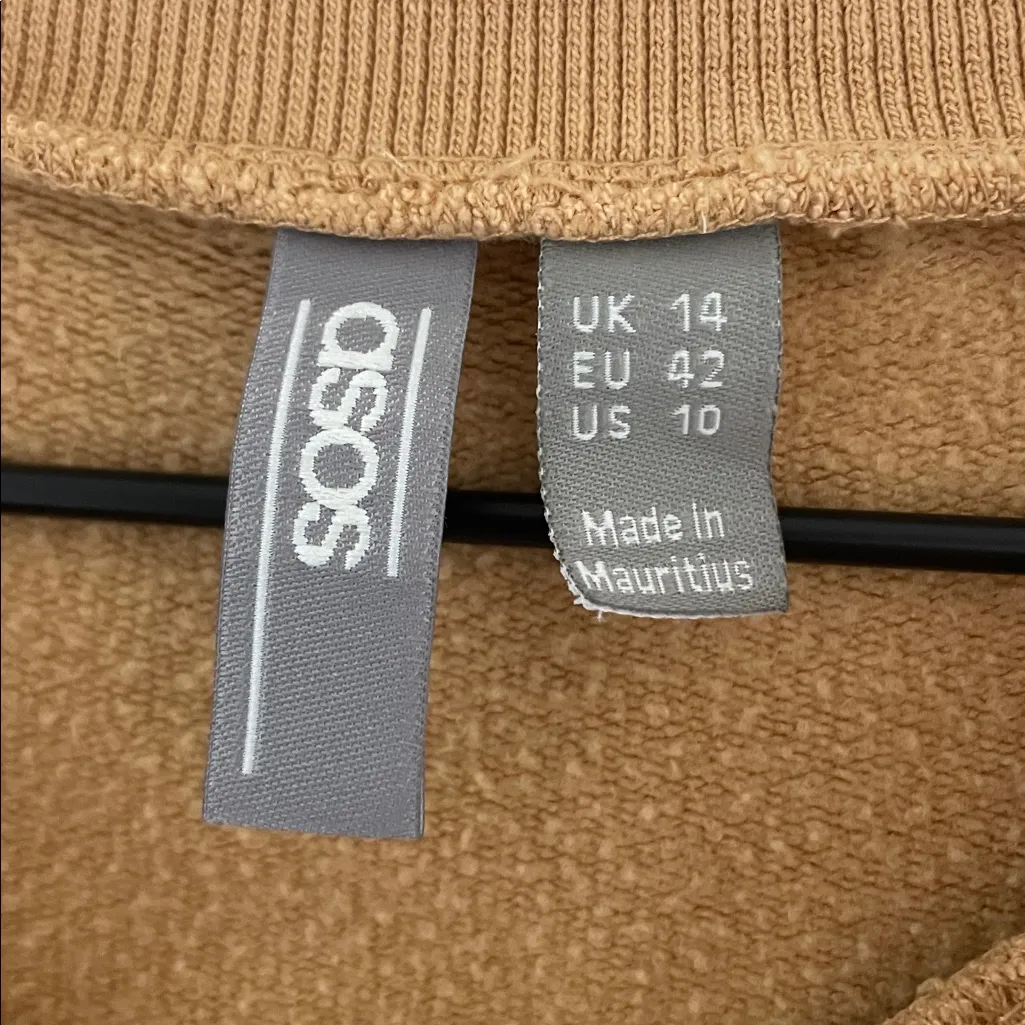 asos
UK 14
EU 42
US 10
Made in
Mauritius